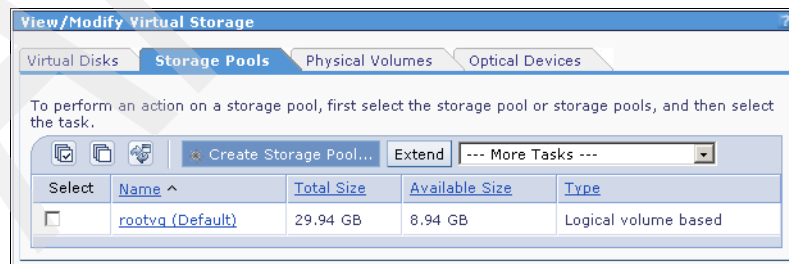 View/Modify Virtual Storage ?
Virtual Disks Storage Pools Physical Volumes Optical Devices
To perform an action on a storage pool, first select the storage pool or storage pools, and then select
the task.
Create Storage Pool... Extend --- More Tasks ---
Select Name ^ Total Size Available Size Type
rootvg (Default) 29.94 GB 8.94 GB Logical volume based